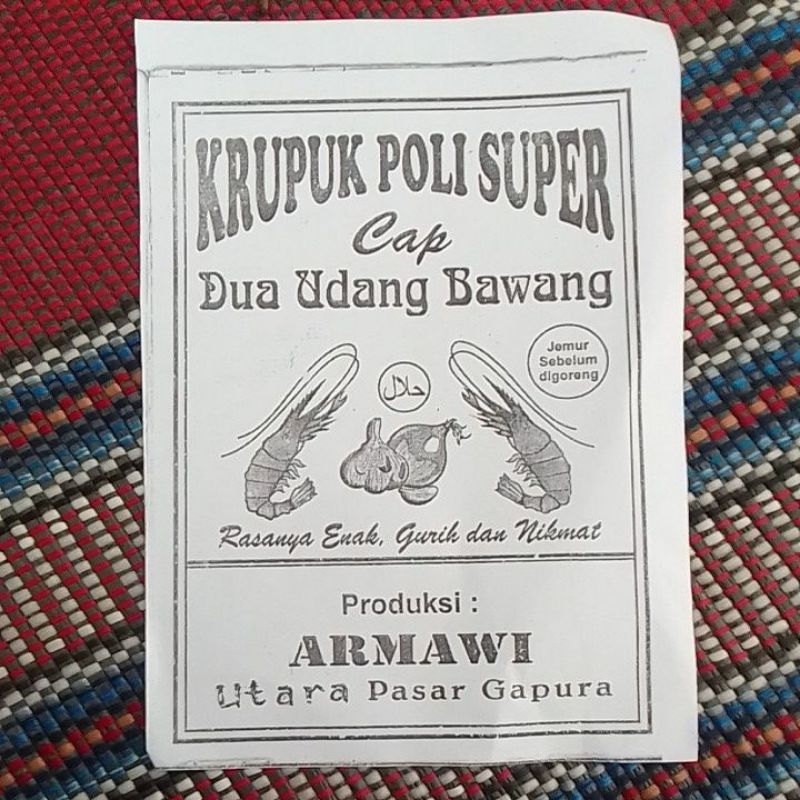 KRUPUK POLI SUPER
Cap
Dua Udang Bawang
Jemur
Sebelum
digoreng
حلال
Rasanya Enak, Gurih dan Nikmat
Produksi :
ARMAWI
Utara Pasar Gapura